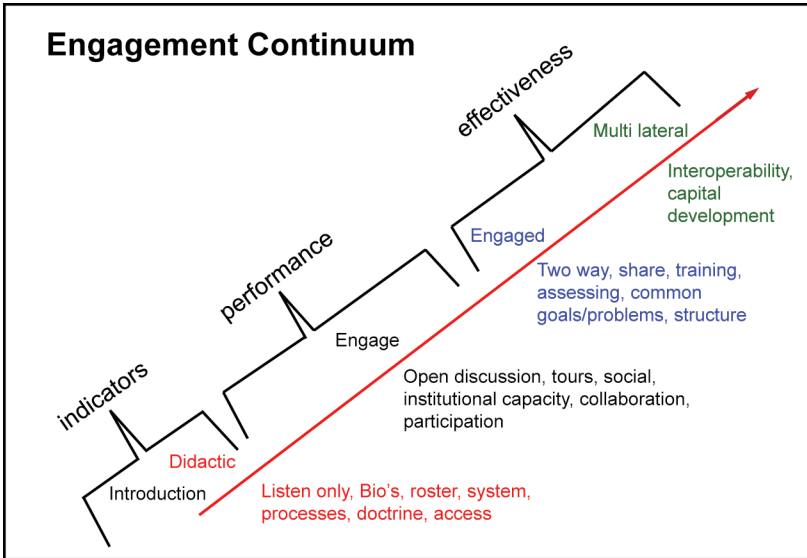 Engagement Continuum
effectiveness
Multi lateral
Interoperability,
capital
development
Engaged
Two way, share, training,
assessing, common
goals/problems, structure
performance
Engage
Open discussion, tours, social,
institutional capacity, collaboration,
participation
indicators
Didactic
Introduction
Listen only, Bio's, roster, system,
processes, doctrine, access